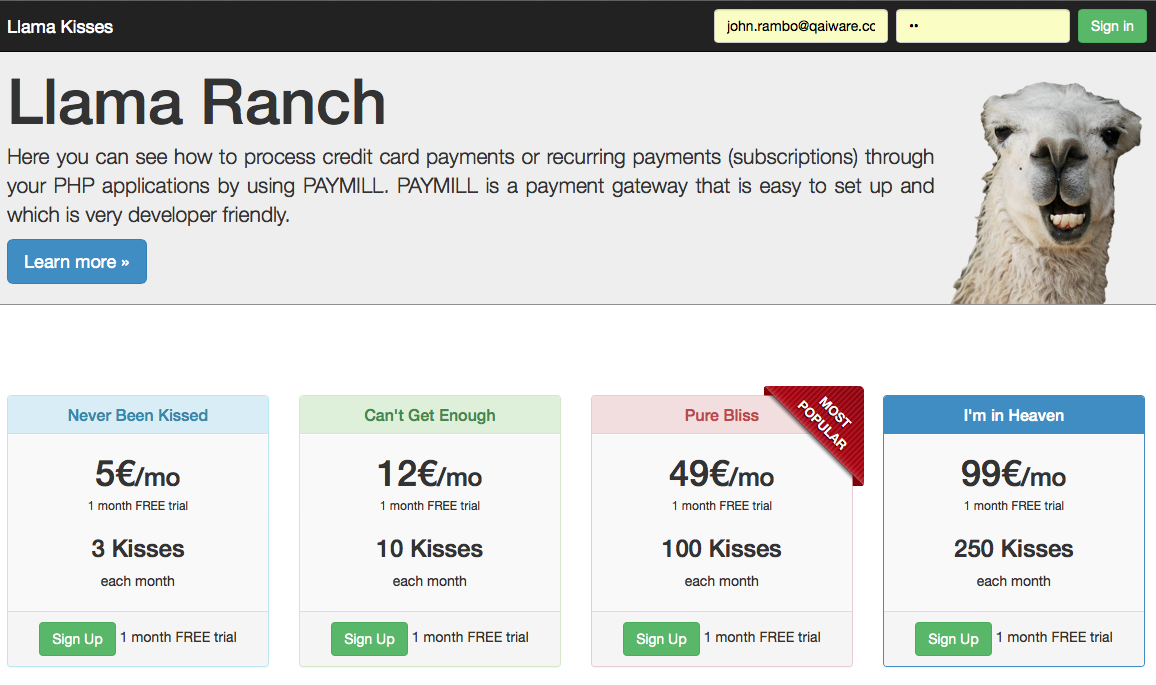 Llama Kisses
john.rambo@qaiware.cc
••
Sign in
Llama Ranch
Here you can see how to process credit card payments or recurring payments (subscriptions) through
your PHP applications by using PAYMILL. PAYMILL is a payment gateway that is easy to set up and
which is very developer friendly.
Learn more »
Never Been Kissed
5€/mo
1 month FREE trial
3 Kisses
each month
Sign Up 1 month FREE trial
Can't Get Enough
12€/mo
1 month FREE trial
10 Kisses
each month
Sign Up 1 month FREE trial
Pure Bliss
MOST
POPULAR
49€/mo
1 month FREE trial
100 Kisses
each month
Sign Up 1 month FREE trial
I'm in Heaven
99€/mo
1 month FREE trial
250 Kisses
each month
Sign Up 1 month FREE trial